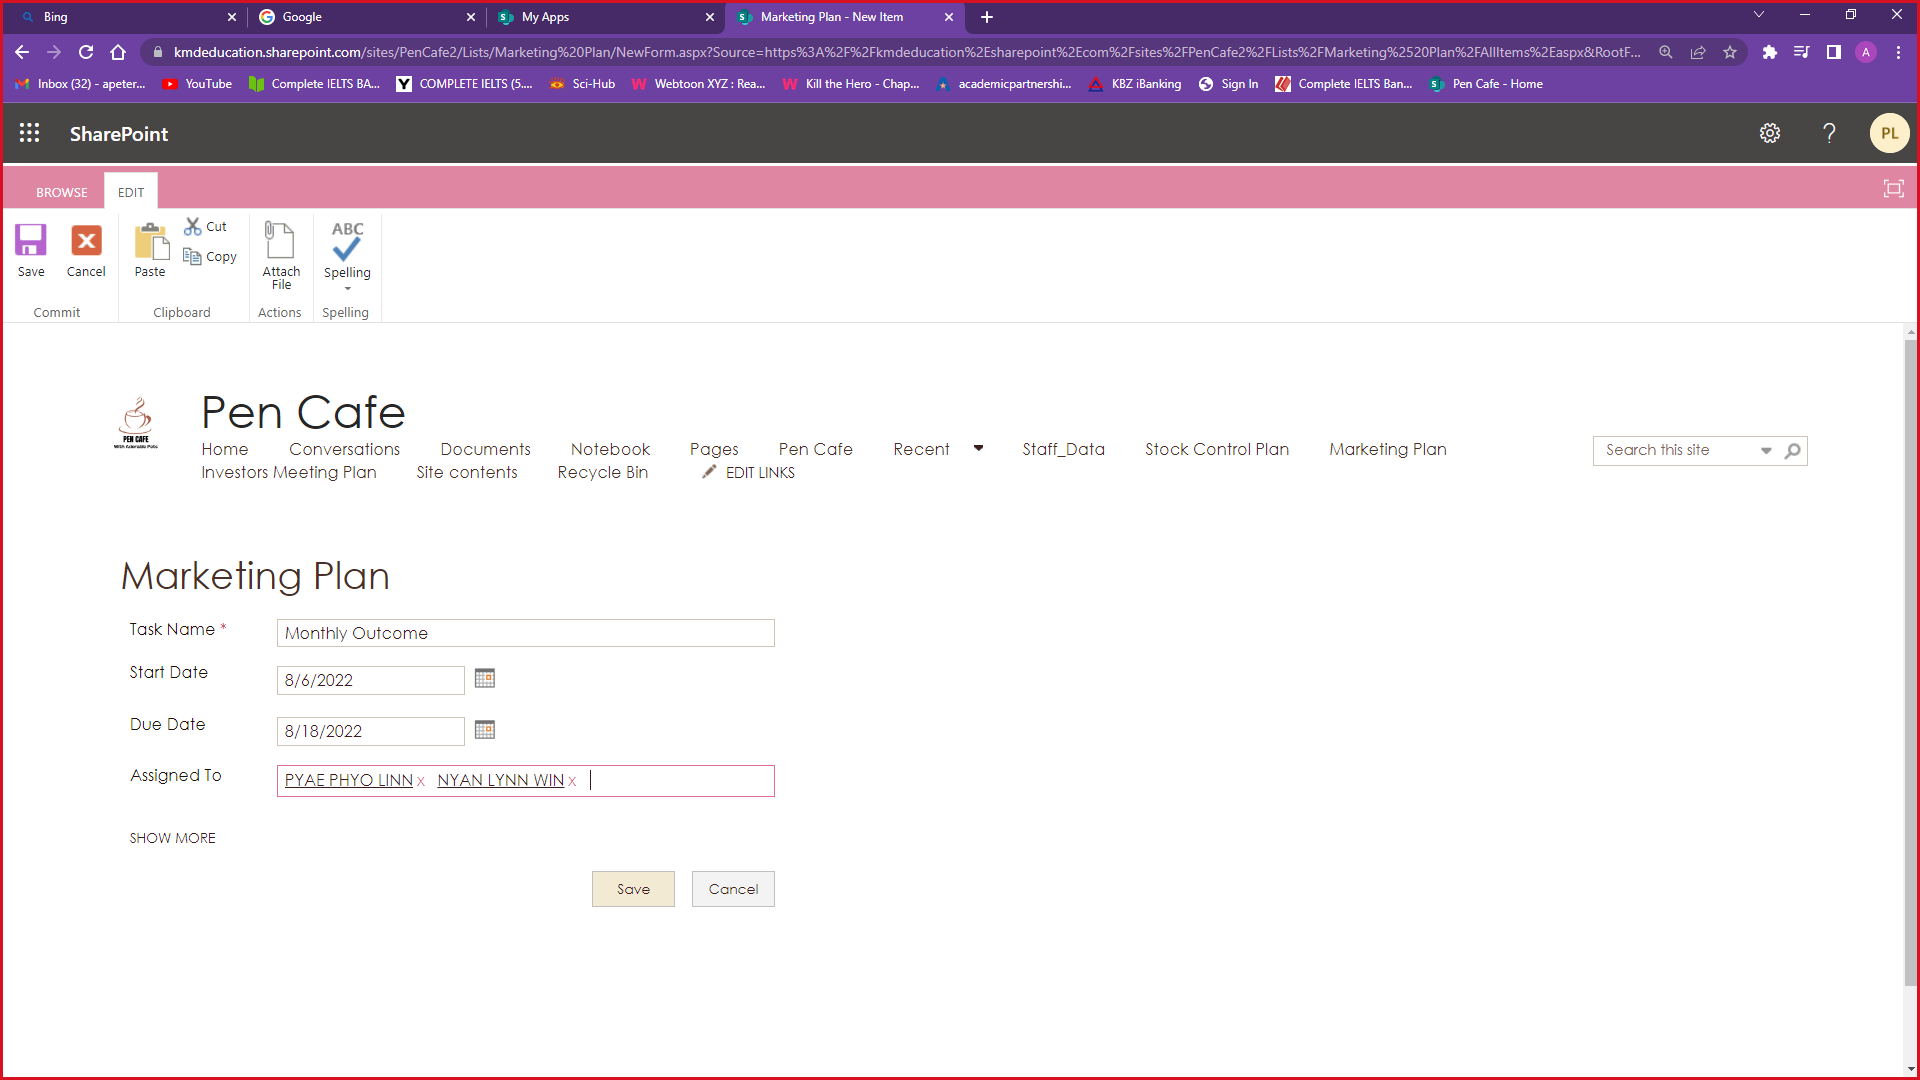 Bing
Google
My Apps
Marketing Plan - New Item
kmdeducation.sharepoint.com/sites/PenCafe2/Lists/Marketing%20Plan/NewForm.aspx?Source=https%3A%2F%2Fkmdeducation%2Esharepoint%2Ecom%2Fsites%2FPenCafe2%2FLists%2FMarketing%2520Plan%2FAllItems%2Easpx&RootF...
A
Inbox (32) - apeter...
YouTube
Complete IELTS BA...
COMPLETE IELTS (5....
Sci-Hub
Webtoon XYZ : Rea...
Kill the Hero - Chap...
academicpartnershi...
KBZ iBanking
Sign In
Complete IELTS Ban...
Pen Cafe - Home
SharePoint
PL
BROWSE
EDIT
Save
Cancel
Commit
Paste
Cut
Copy
Clipboard
Attach
File
Actions
ABC
Spelling
Spelling
PEN CAFE
With Adorable Pets
Pen Cafe
Home Conversations Documents Notebook Pages Pen Cafe Recent Staff_Data Stock Control Plan Marketing Plan
Investors Meeting Plan Site contents Recycle Bin EDIT LINKS
Search this site
Marketing Plan
Task Name *
Monthly Outcome
Start Date
8/6/2022
Due Date
8/18/2022
Assigned To
PYAE PHYO LINN x NYAN LYNN WIN x
SHOW MORE
Save
Cancel